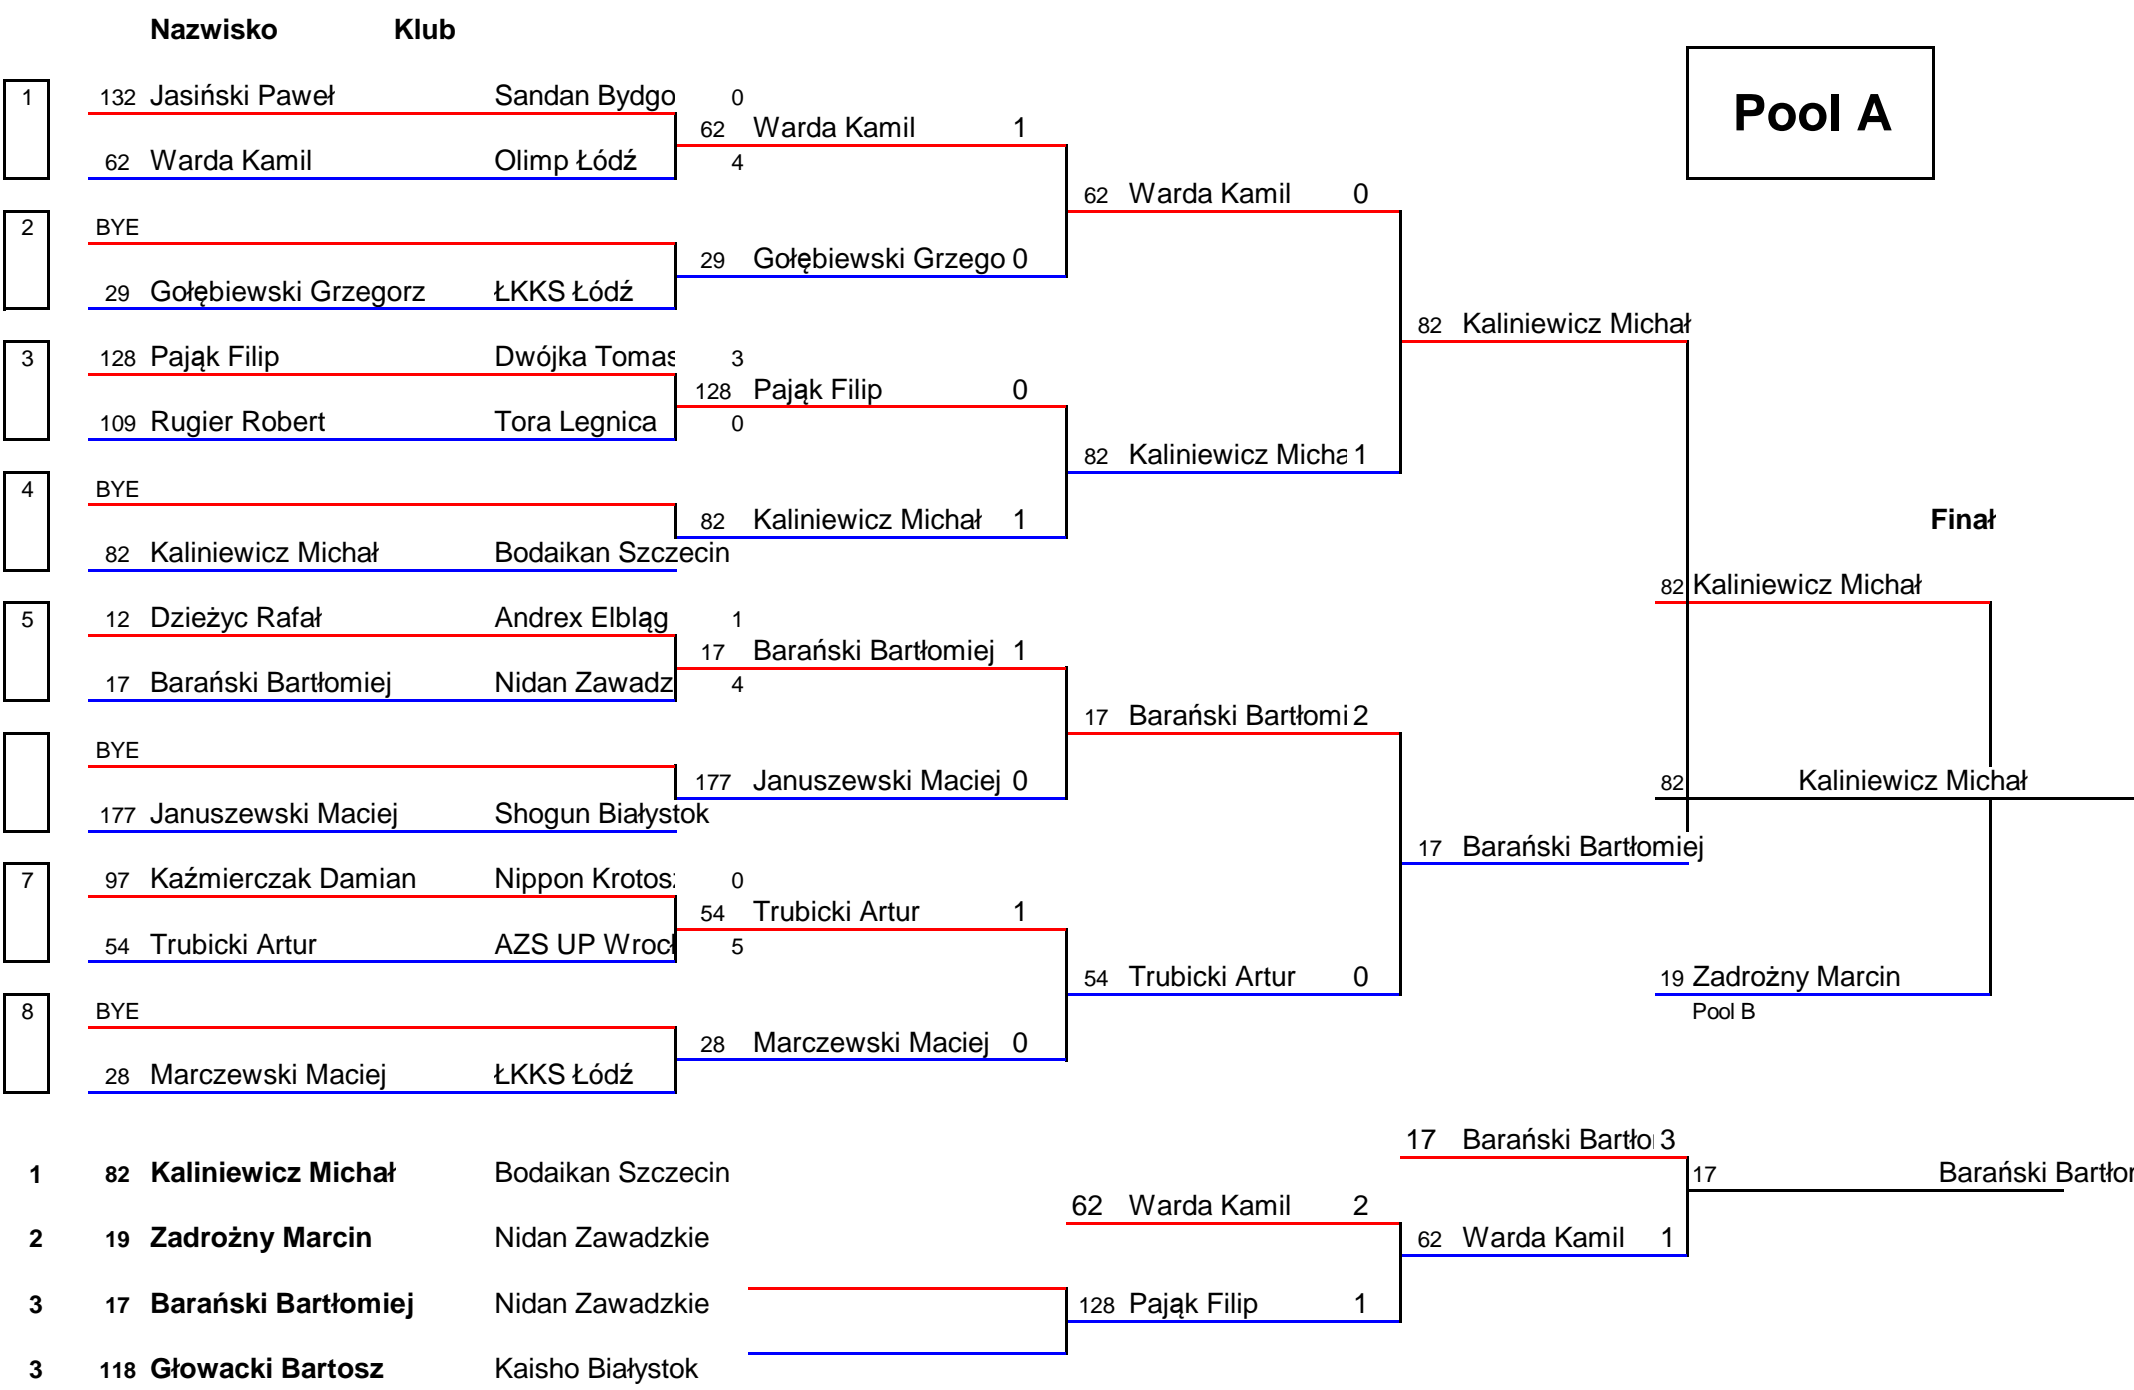 Nazwisko Klub
Pool A
1 132 Jasiński Paweł Sandan Bydgo 0
62 Warda Kamil 1
62 Warda Kamil Olimp Łódź 4
62 Warda Kamil 0
2 BYE
29 Gołębiewski Grzego 0
29 Gołębiewski Grzegorz ŁKKS Łódź
82 Kaliniewicz Michał
3 128 Pająk Filip Dwójka Tomas 3
128 Pająk Filip 0
109 Rugier Robert Tora Legnica 0
82 Kaliniewicz Micha 1
4 BYE
82 Kaliniewicz Michał 1
Finał
82 Kaliniewicz Michał Bodaikan Szczecin
82 Kaliniewicz Michał
5 12 Dzieżyc Rafał Andrex Elbląg 1
17 Barański Bartłomiej 1
17 Barański Bartłomiej Nidan Zawadz 4
17 Barański Bartłomi 2
BYE
177 Januszewski Maciej 0
82 Kaliniewicz Michał
177 Januszewski Maciej Shogun Białystok
17 Barański Bartłomiej
7 97 Kaźmierczak Damian Nippon Krotos 0
54 Trubicki Artur 1
54 Trubicki Artur AZS UP Wrocł 5
54 Trubicki Artur 0
19 Zadrożny Marcin
8 BYE
Pool B
28 Marczewski Maciej 0
28 Marczewski Maciej ŁKKS Łódź
17 Barański Bartło 3
1 82 Kaliniewicz Michał Bodaikan Szczecin
17 Barański Bartło
62 Warda Kamil 2
2 19 Zadrożny Marcin Nidan Zawadzkie
62 Warda Kamil 1
3 17 Barański Bartłomiej Nidan Zawadzkie
128 Pająk Filip 1
3 118 Głowacki Bartosz Kaisho Białystok